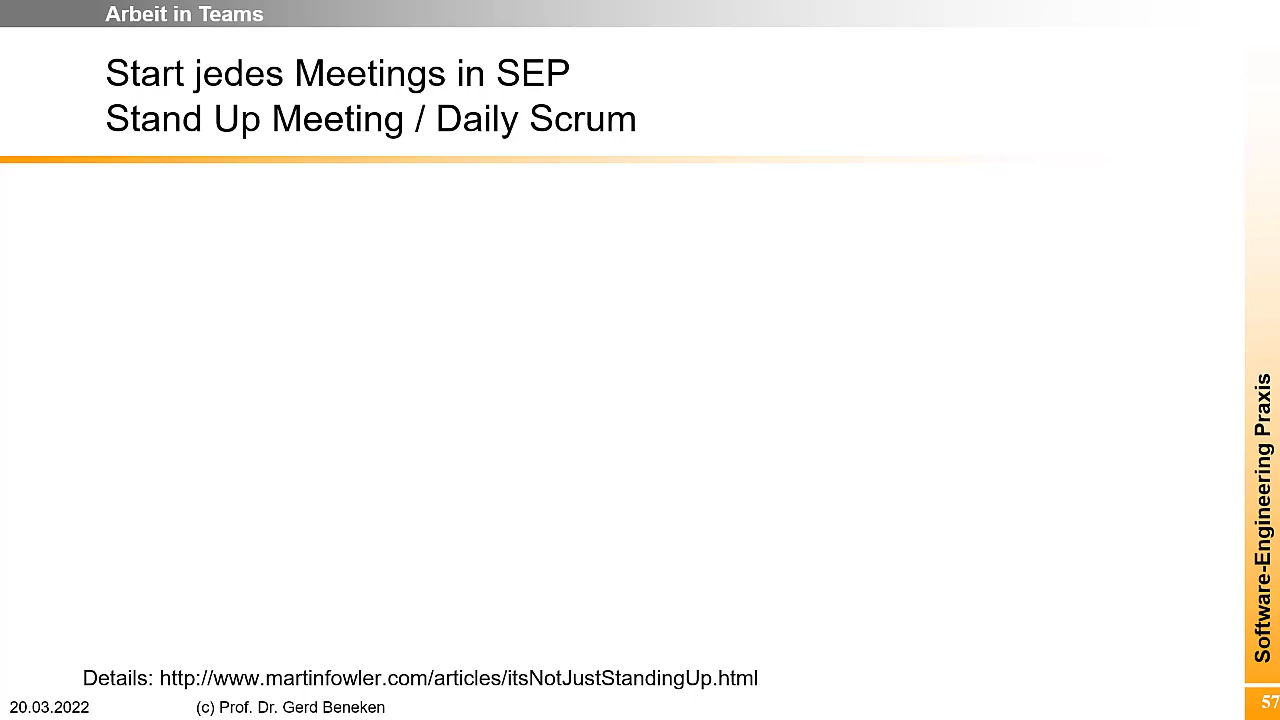 Arbeit in Teams
Start jedes Meetings in SEP
Stand Up Meeting / Daily Scrum
Software-Engineering Praxis
Details: http://www.martinfowler.com/articles/itsNotJustStandingUp.html
20.03.2022
(c) Prof. Dr. Gerd Beneken
57